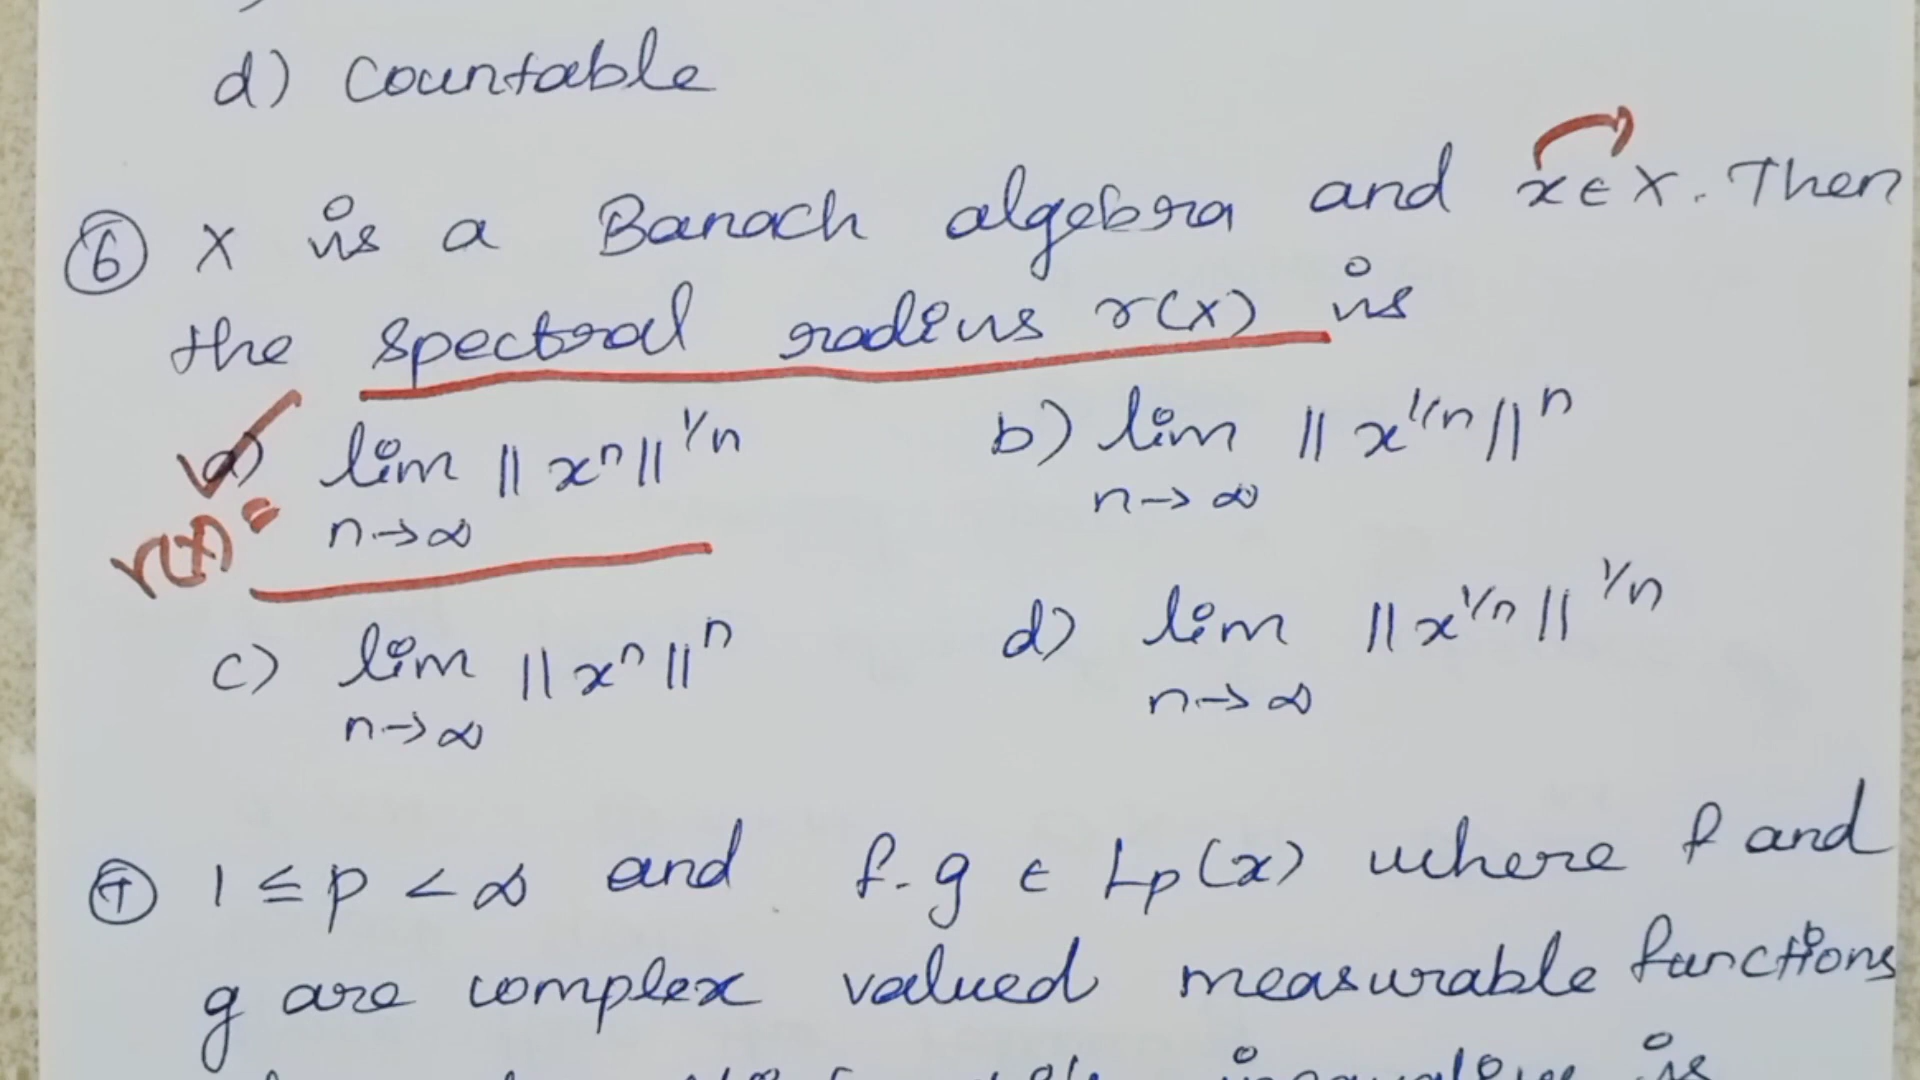 d) Countable
⑥ X is a Banach algebra and x∈X. Then
the spectral radius r(x) is
a) lim ‖xⁿ‖^1/n b) lim ‖x^1/n‖ⁿ
r(x) = n→∞ n→∞
c) lim ‖xⁿ‖ⁿ d) lim ‖x^1/n‖^1/n
n→∞ n→∞
⑦ 1 ≤ p < ∞ and f.g ∈ Lp(x) where f and
g are complex valued measurable functions
is